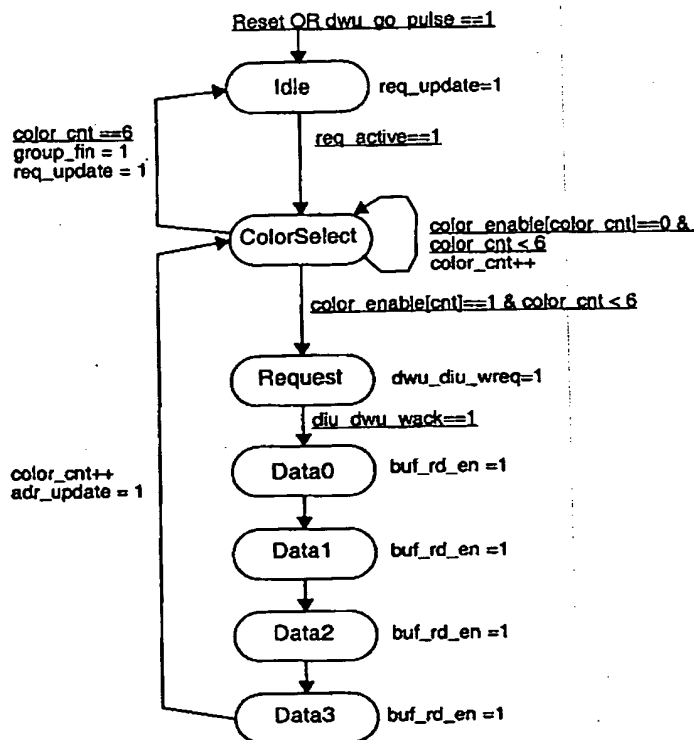 Reset OR dwu_go_pulse ==1
Idle
req_update=1
color_cnt ==6
group_fin = 1
req_update = 1
req_active==1
ColorSelect
color_enable[color_cnt]==0 &
color_cnt < 6
color_cnt++
color_enable[cnt]==1 & color_cnt < 6
Request
dwu_diu_wreq=1
diu_dwu_wack==1
color_cnt++
adr_update = 1
Data0
buf_rd_en =1
Data1
buf_rd_en =1
Data2
buf_rd_en =1
Data3
buf_rd_en =1